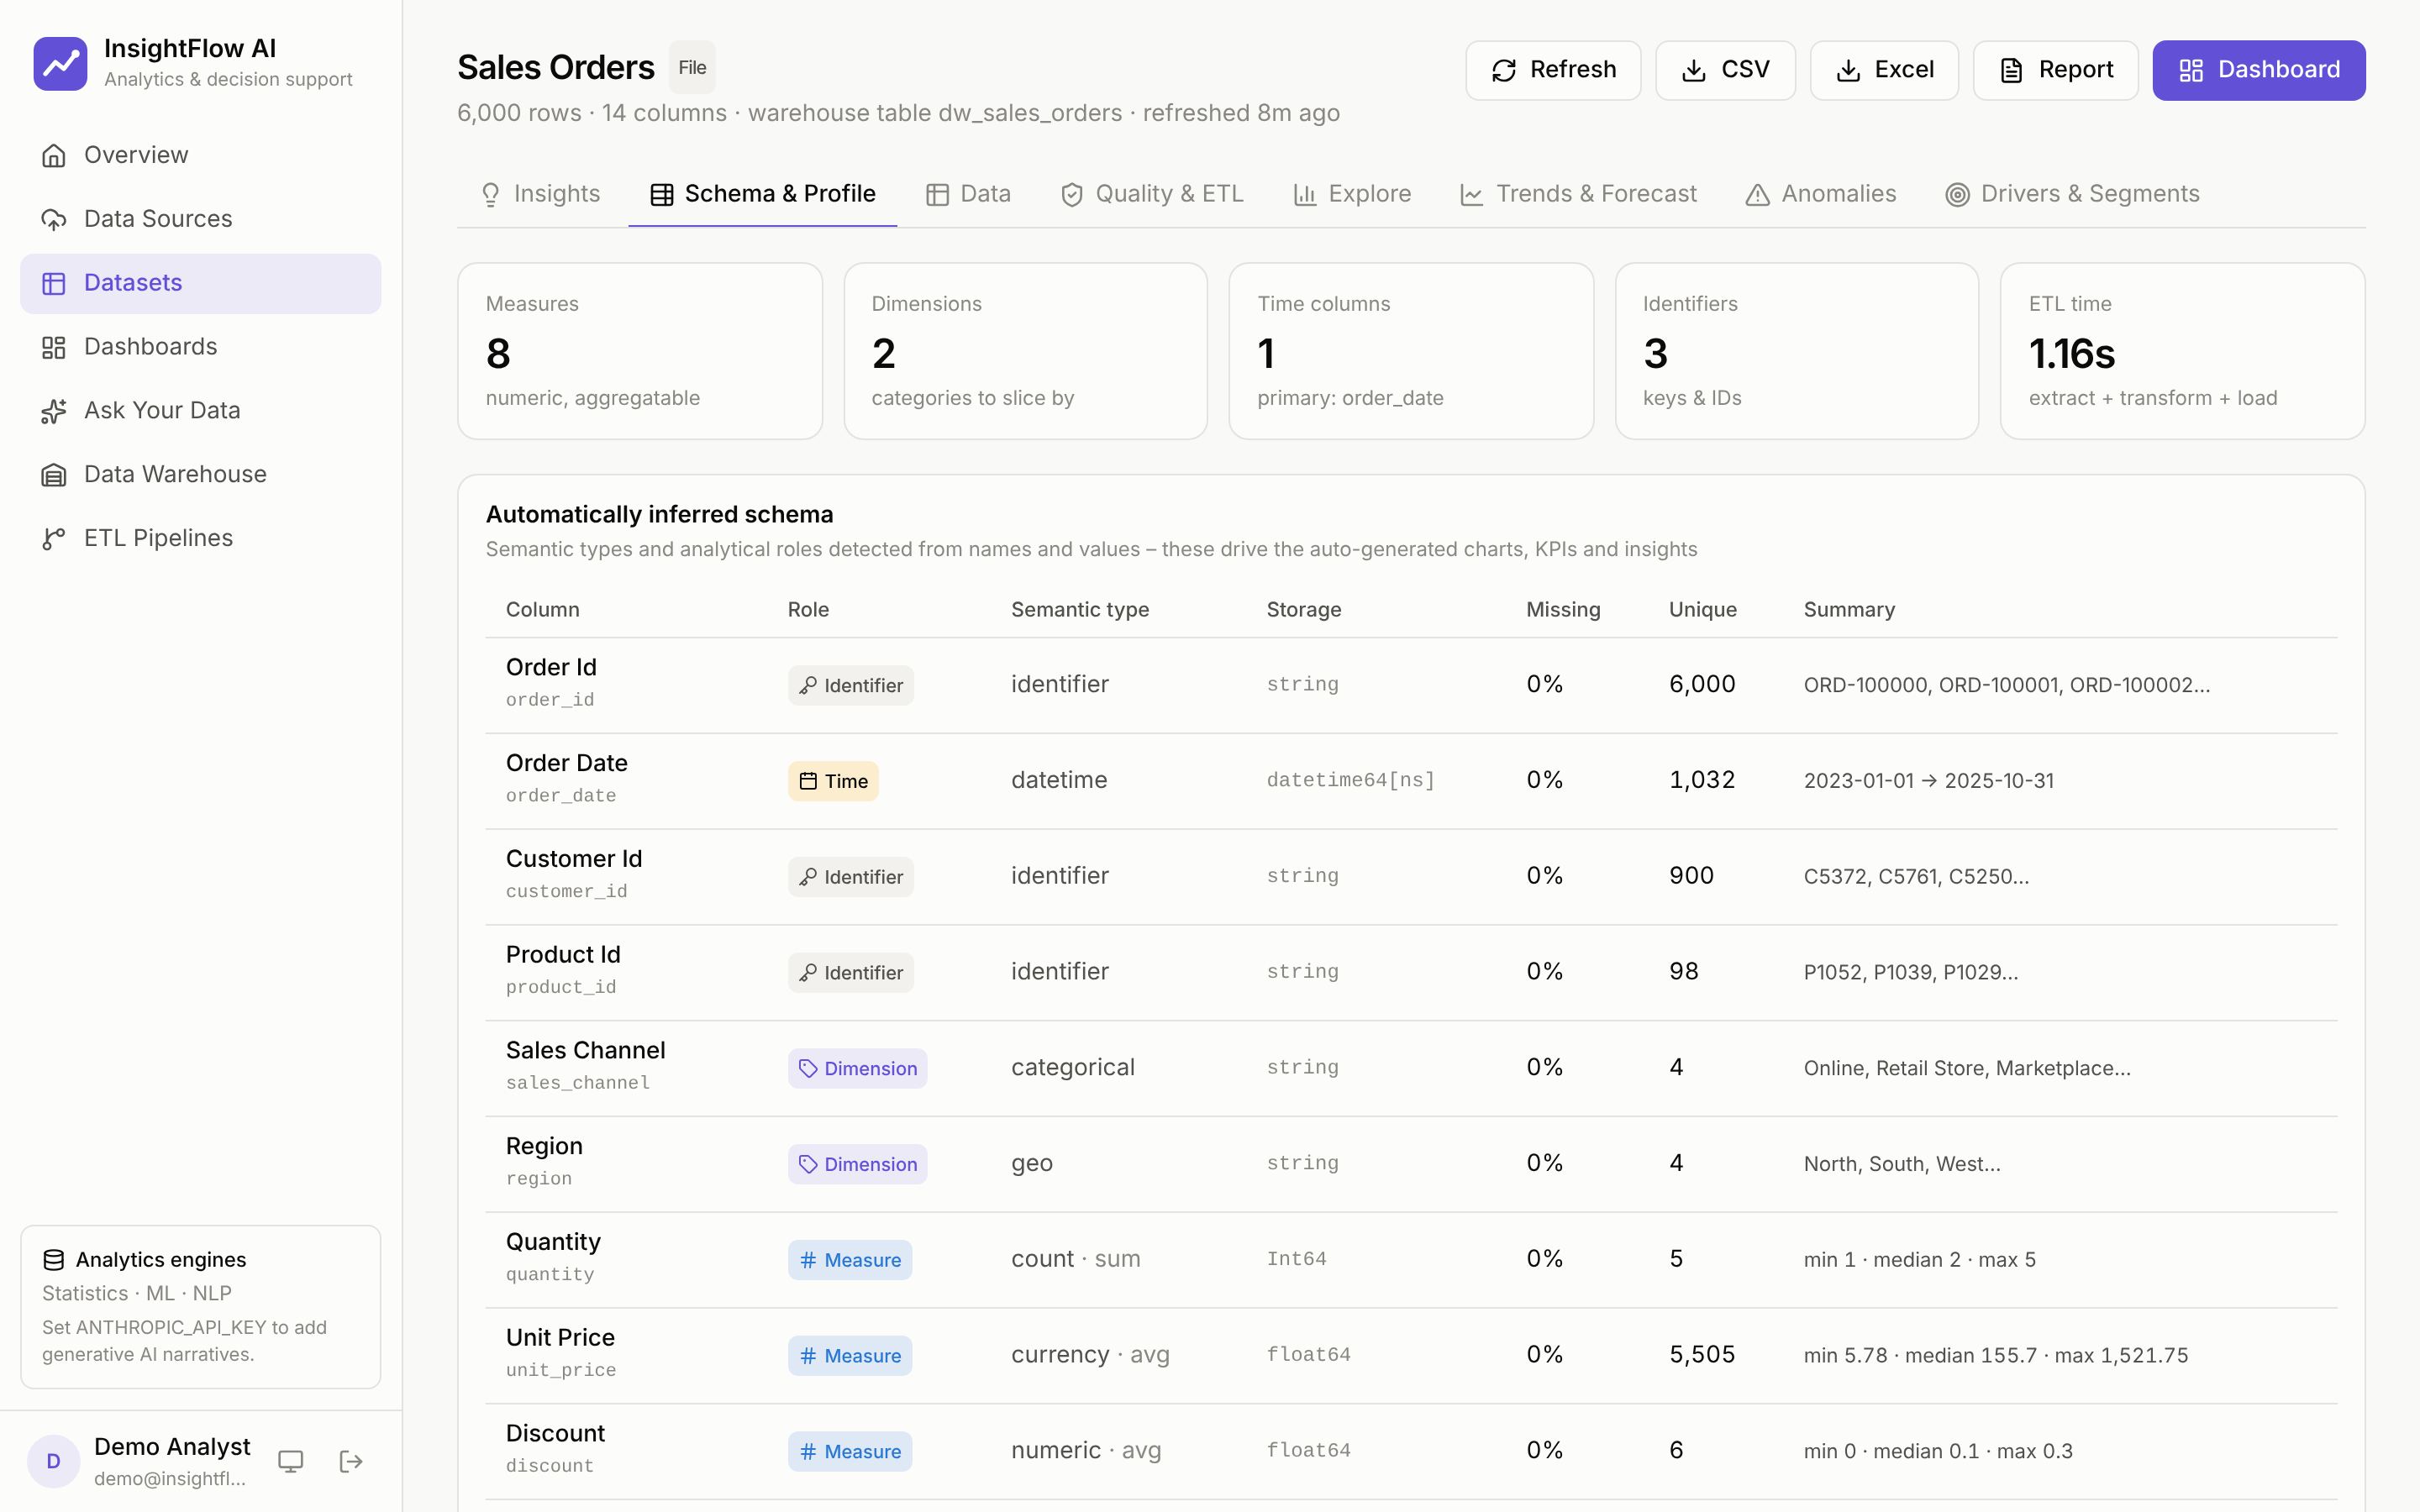 InsightFlow AI
Analytics & decision support
Overview
Data Sources
Datasets
Dashboards
Ask Your Data
Data Warehouse
ETL Pipelines
Analytics engines
Statistics · ML · NLP
Set ANTHROPIC_API_KEY to add
generative AI narratives.
D
Demo Analyst
demo@insightfl...
Sales Orders File
6,000 rows · 14 columns · warehouse table dw_sales_orders · refreshed 8m ago
Refresh CSV Excel Report Dashboard
Insights Schema & Profile Data Quality & ETL Explore Trends & Forecast Anomalies Drivers & Segments
Measures
8
numeric, aggregatable
Dimensions
2
categories to slice by
Time columns
1
primary: order_date
Identifiers
3
keys & IDs
ETL time
1.16s
extract + transform + load
Automatically inferred schema
Semantic types and analytical roles detected from names and values – these drive the auto-generated charts, KPIs and insights
Column Role Semantic type Storage Missing Unique Summary
Order Id
order_id
Identifier identifier string 0% 6,000 ORD-100000, ORD-100001, ORD-100002...
Order Date
order_date
Time datetime datetime64[ns] 0% 1,032 2023-01-01 → 2025-10-31
Customer Id
customer_id
Identifier identifier string 0% 900 C5372, C5761, C5250...
Product Id
product_id
Identifier identifier string 0% 98 P1052, P1039, P1029...
Sales Channel
sales_channel
Dimension categorical string 0% 4 Online, Retail Store, Marketplace...
Region
region
Dimension geo string 0% 4 North, South, West...
Quantity
quantity
# Measure count · sum Int64 0% 5 min 1 · median 2 · max 5
Unit Price
unit_price
# Measure currency · avg float64 0% 5,505 min 5.78 · median 155.7 · max 1,521.75
Discount
discount
# Measure numeric · avg float64 0% 6 min 0 · median 0.1 · max 0.3